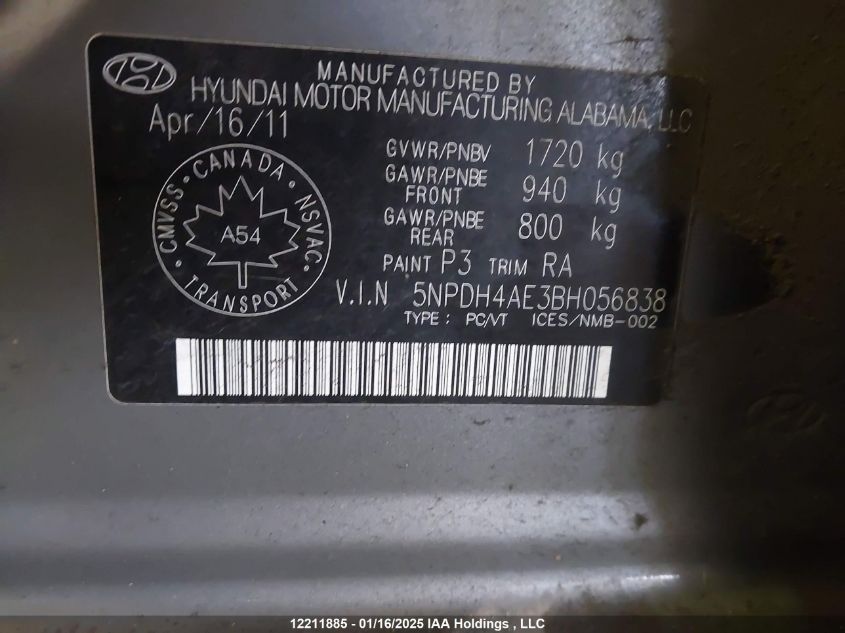 MANUFACTURED BY
HYUNDAI MOTOR MANUFACTURING ALABAMA, LLC
Apr/16/11
GVWR/PNBV 1720 kg
GAWR/PNBE FRONT 940 kg
GAWR/PNBE REAR 800 kg
CANADA
CMVSS
NSVAC
A54
TRANSPORT
PAINT P3 TRIM RA
V.I.N 5NPDH4AE3BH056838
TYPE : PC/VT ICES/NMB-002
12211885 - 01/16/2025 IAA Holdings , LLC